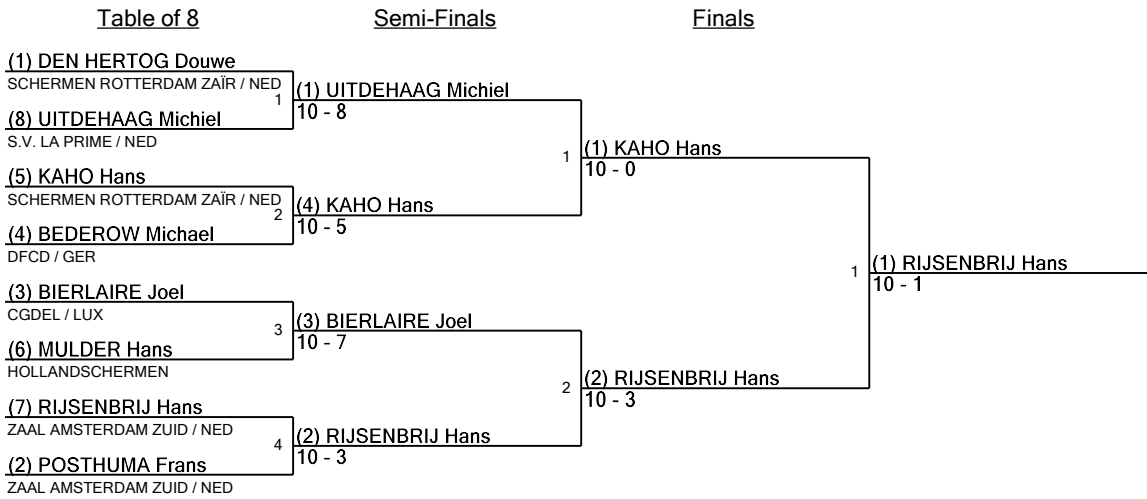 Table of 8
Semi-Finals
Finals
(1) DEN HERTOG Douwe
SCHERMEN ROTTERDAM ZAÏR / NED
1
(1) UITDEHAAG Michiel
10 - 8
(8) UITDEHAAG Michiel
S.V. LA PRIME / NED
1
(1) KAHO Hans
10 - 0
(5) KAHO Hans
SCHERMEN ROTTERDAM ZAÏR / NED
2
(4) KAHO Hans
10 - 5
(4) BEDEROW Michael
DFCD / GER
1
(1) RIJSENBRIJ Hans
10 - 1
(3) BIERLAIRE Joel
CGDEL / LUX
3
(3) BIERLAIRE Joel
10 - 7
(6) MULDER Hans
HOLLANDSCHERMEN
2
(2) RIJSENBRIJ Hans
10 - 3
(7) RIJSENBRIJ Hans
ZAAL AMSTERDAM ZUID / NED
4
(2) RIJSENBRIJ Hans
10 - 3
(2) POSTHUMA Frans
ZAAL AMSTERDAM ZUID / NED